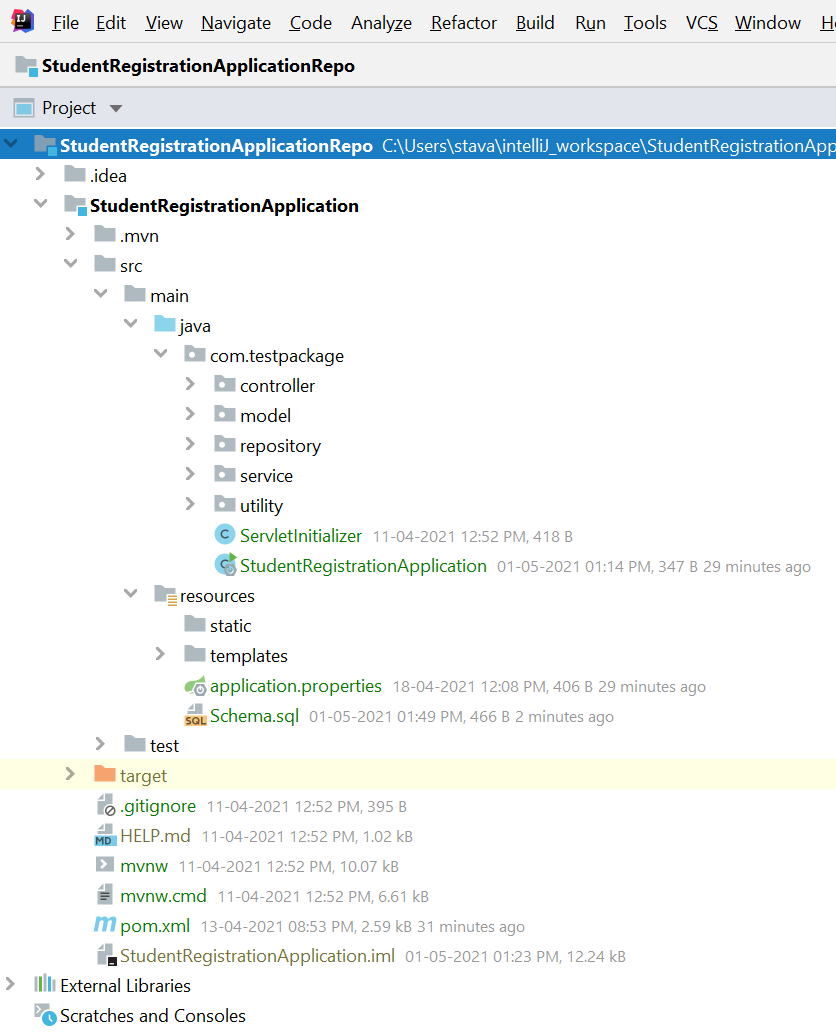 File Edit View Navigate Code Analyze Refactor Build Run Tools VCS Window
StudentRegistrationApplicationRepo
Project
StudentRegistrationApplicationRepo C:\Users\stava\intelliJ_workspace\StudentRegistrationApp
.idea
StudentRegistrationApplication
.mvn
src
main
java
com.testpackage
controller
model
repository
service
utility
ServletInitializer 11-04-2021 12:52 PM, 418 B
StudentRegistrationApplication 01-05-2021 01:14 PM, 347 B 29 minutes ago
resources
static
templates
application.properties 18-04-2021 12:08 PM, 406 B 29 minutes ago
Schema.sql 01-05-2021 01:49 PM, 466 B 2 minutes ago
test
target
.gitignore 11-04-2021 12:52 PM, 395 B
HELP.md 11-04-2021 12:52 PM, 1.02 kB
mvnw 11-04-2021 12:52 PM, 10.07 kB
mvnw.cmd 11-04-2021 12:52 PM, 6.61 kB
pom.xml 13-04-2021 08:53 PM, 2.59 kB 31 minutes ago
StudentRegistrationApplication.iml 01-05-2021 01:23 PM, 12.24 kB
External Libraries
Scratches and Consoles